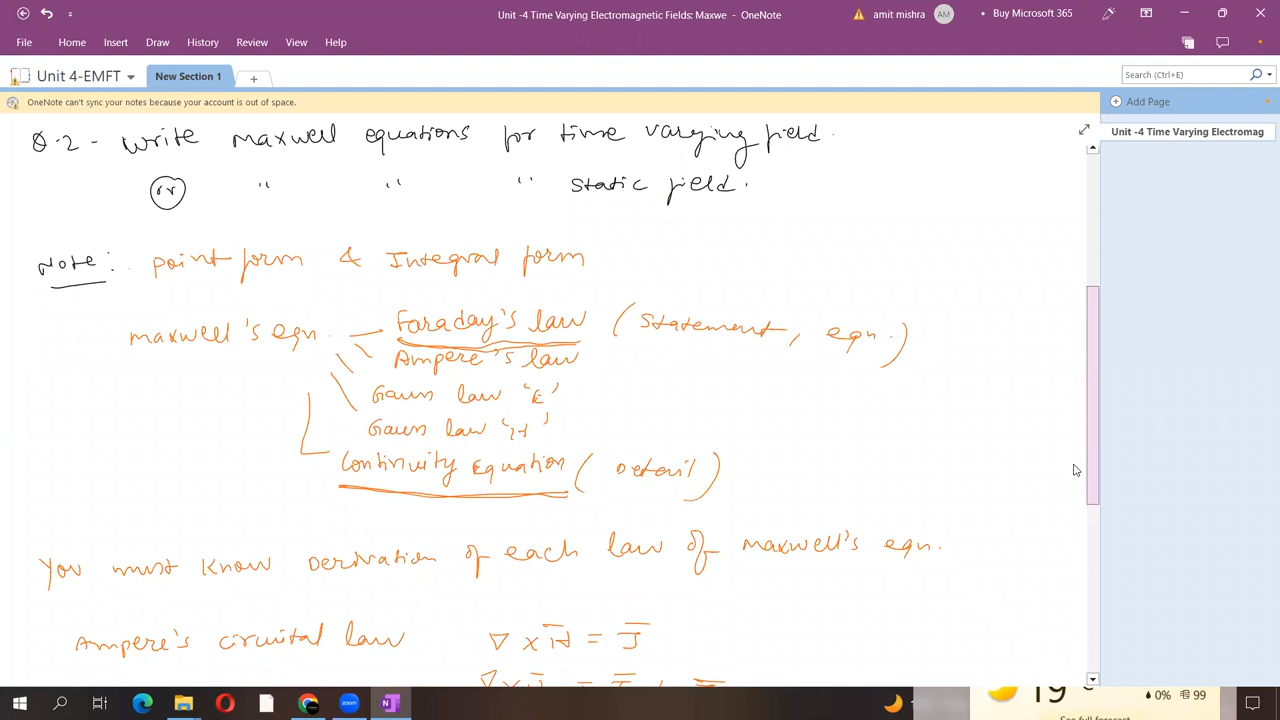 Unit -4 Time Varying Electromagnetic Fields: Maxwe - OneNote
amit mishra AM Buy Microsoft 365
File Home Insert Draw History Review View Help
Unit 4-EMFT New Section 1 +
Search (Ctrl+E)
OneNote can't sync your notes because your account is out of space.
Add Page
Unit -4 Time Varying Electromag
Q-2- Write maxwell equations for time varying field.
(or) " " " static field.
Note: point form & Integral form
maxwell's eqn. Faraday's law (Statement, eqn.)
Ampere's law
Gauss law 'E'
Gauss law 'H'
Continuity Equation (Detail)
You must know Derivation of each law of maxwell's eqn.
Ampere's circuital law ∇ × H̄ = J̄
19°
0% 99
zoom